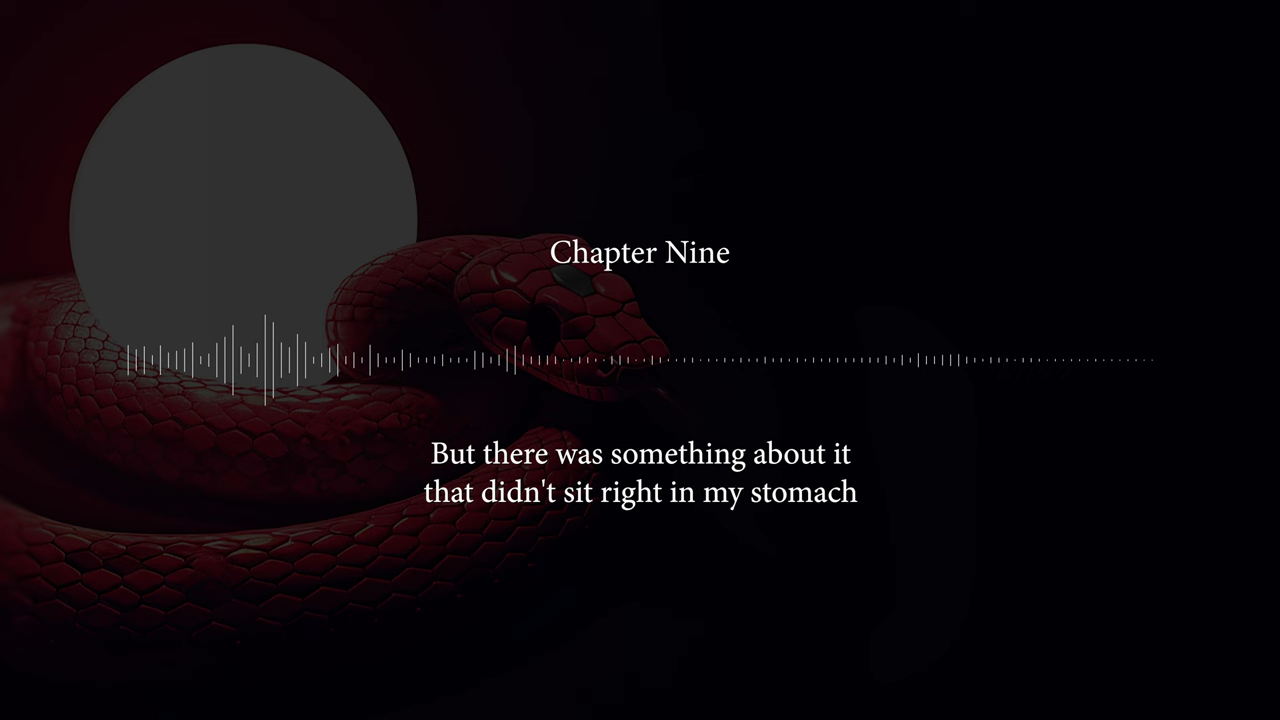 Chapter Nine
But there was something about it
that didn't sit right in my stomach